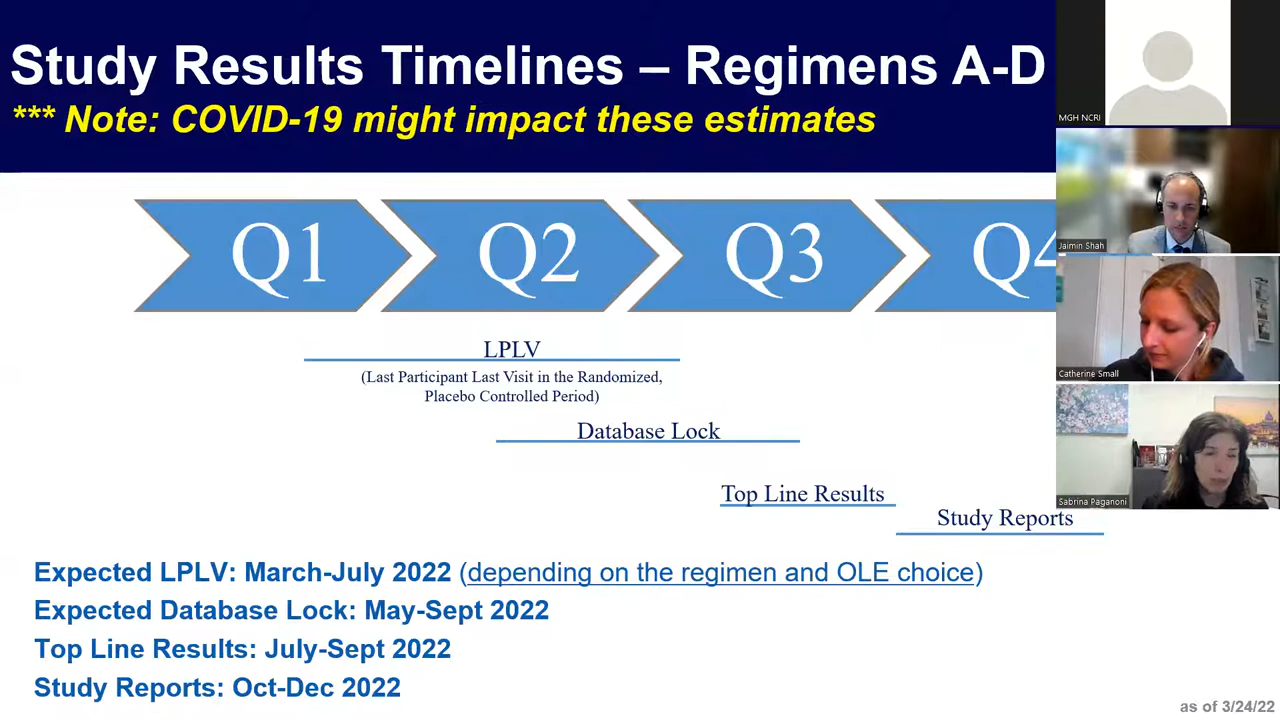 Study Results Timelines – Regimens A-D
*** Note: COVID-19 might impact these estimates
MGH NCRI
Jaimin Shah
Catherine Small
Sabrina Paganoni
Q1
Q2
Q3
Q4
LPLV
(Last Participant Last Visit in the Randomized,
Placebo Controlled Period)
Database Lock
Top Line Results
Study Reports
Expected LPLV: March-July 2022 (depending on the regimen and OLE choice)
Expected Database Lock: May-Sept 2022
Top Line Results: July-Sept 2022
Study Reports: Oct-Dec 2022
as of 3/24/22